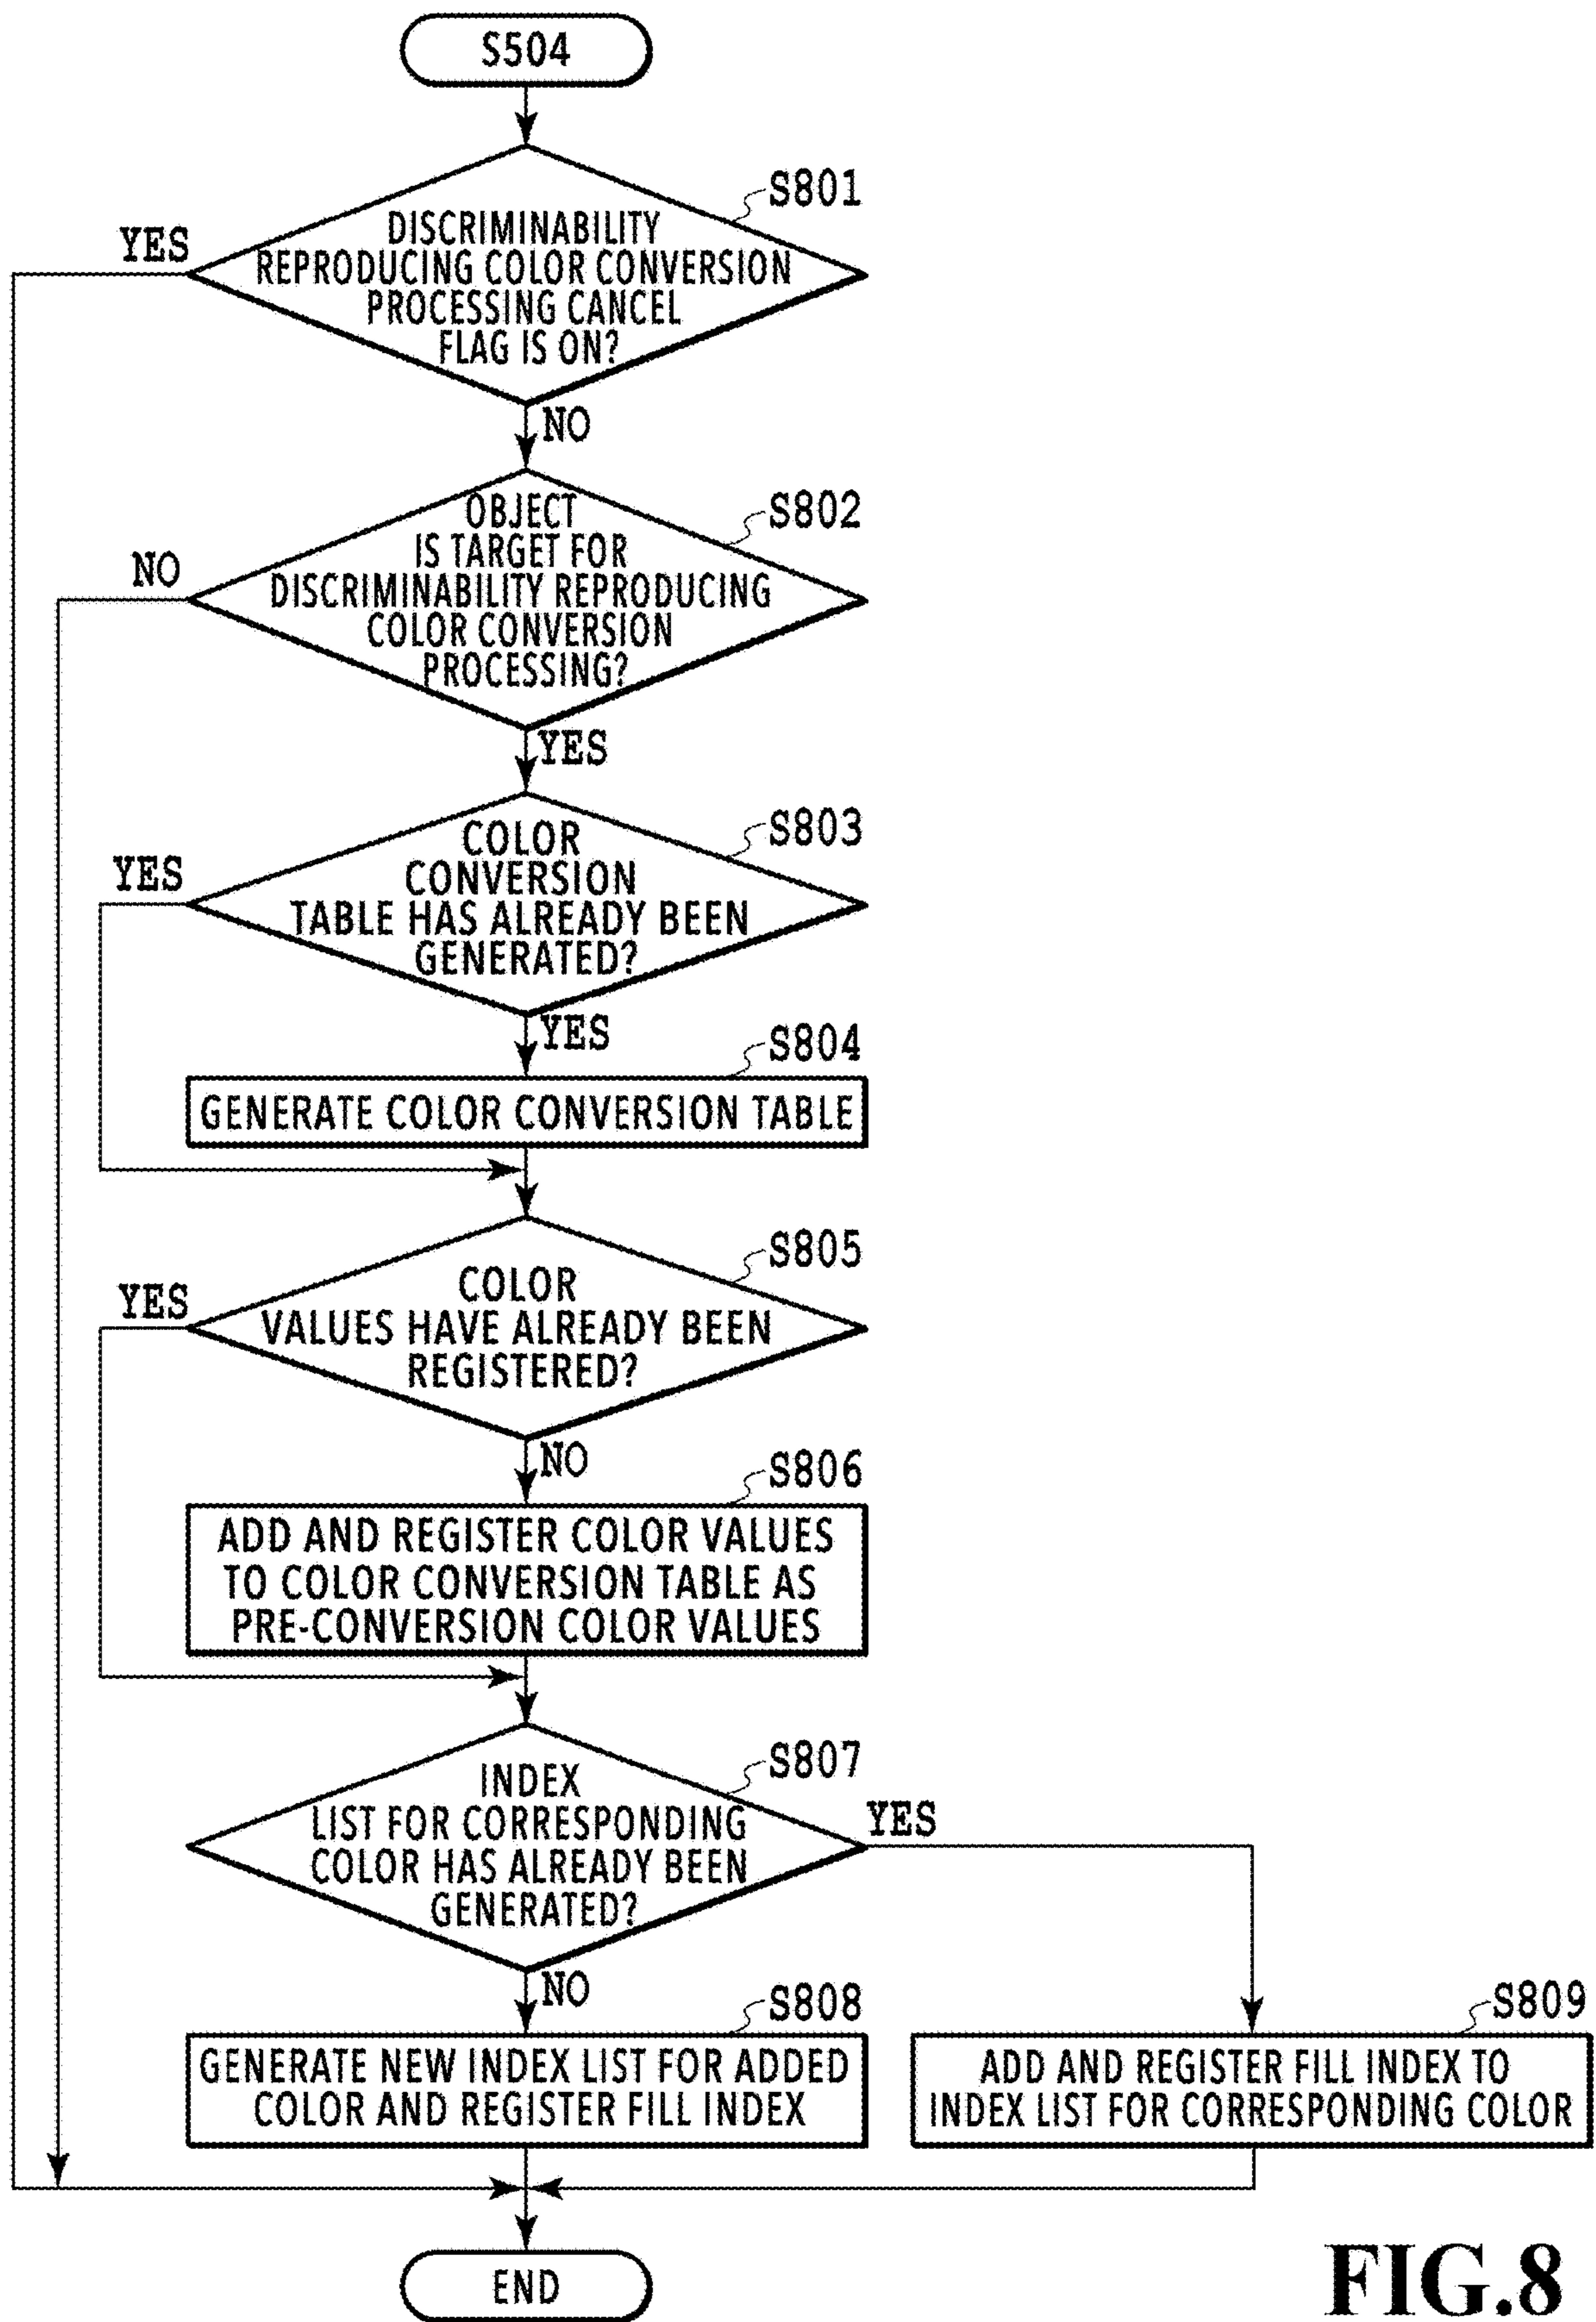 S504
S801
YES
DISCRIMINABILITY
REPRODUCING COLOR CONVERSION
PROCESSING CANCEL
FLAG IS ON?
NO
S802
OBJECT
IS TARGET FOR
NO
DISCRIMINABILITY REPRODUCING
COLOR CONVERSION
PROCESSING?
YES
S803
COLOR
YES
CONVERSION
TABLE HAS ALREADY BEEN
GENERATED?
YES
S804
GENERATE COLOR CONVERSION TABLE
S805
YES
COLOR
VALUES HAVE ALREADY BEEN
REGISTERED?
NO
S806
ADD AND REGISTER COLOR VALUES
TO COLOR CONVERSION TABLE AS
PRE-CONVERSION COLOR VALUES
S807
INDEX
LIST FOR CORRESPONDING
COLOR HAS ALREADY BEEN
GENERATED?
YES
NO
S808
GENERATE NEW INDEX LIST FOR ADDED
COLOR AND REGISTER FILL INDEX
S809
ADD AND REGISTER FILL INDEX TO
INDEX LIST FOR CORRESPONDING COLOR
END
FIG.8